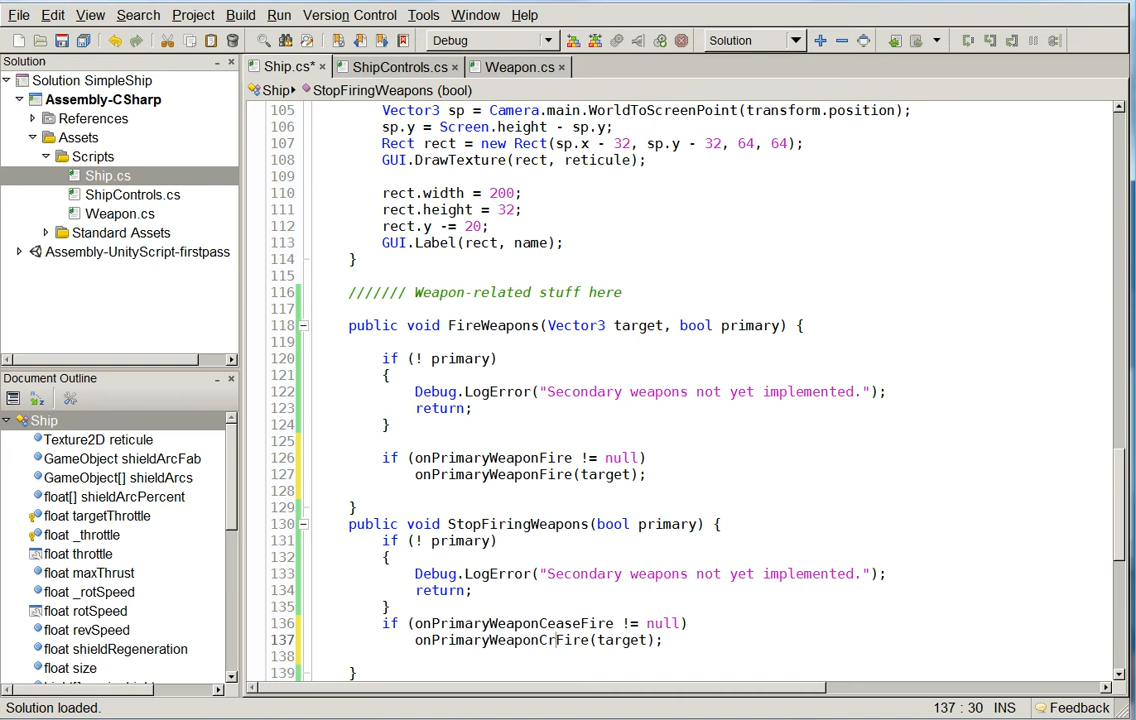 File Edit View Search Project Build Run Version Control Tools Window Help
Debug Solution
Solution
Solution SimpleShip
Assembly-CSharp
References
Assets
Scripts
Ship.cs
ShipControls.cs
Weapon.cs
Standard Assets
Assembly-UnityScript-firstpass
Document Outline
Ship
Texture2D reticule
GameObject shieldArcFab
GameObject[] shieldArcs
float[] shieldArcPercent
float targetThrottle
float _throttle
float throttle
float maxThrust
float _rotSpeed
float rotSpeed
float revSpeed
float shieldRegeneration
float size
Ship.cs* × ShipControls.cs × Weapon.cs ×
Ship StopFiringWeapons (bool)
105 Vector3 sp = Camera.main.WorldToScreenPoint(transform.position);
106 sp.y = Screen.height - sp.y;
107 Rect rect = new Rect(sp.x - 32, sp.y - 32, 64, 64);
108 GUI.DrawTexture(rect, reticule);
109
110 rect.width = 200;
111 rect.height = 32;
112 rect.y -= 20;
113 GUI.Label(rect, name);
114 }
115
116 /////// Weapon-related stuff here
117
118 public void FireWeapons(Vector3 target, bool primary) {
119
120 if (! primary)
121 {
122 Debug.LogError("Secondary weapons not yet implemented.");
123 return;
124 }
125
126 if (onPrimaryWeaponFire != null)
127 onPrimaryWeaponFire(target);
128
129 }
130 public void StopFiringWeapons(bool primary) {
131 if (! primary)
132 {
133 Debug.LogError("Secondary weapons not yet implemented.");
134 return;
135 }
136 if (onPrimaryWeaponCeaseFire != null)
137 onPrimaryWeaponCrFire(target);
138
139 }
Solution loaded. 137 : 30 INS Feedback